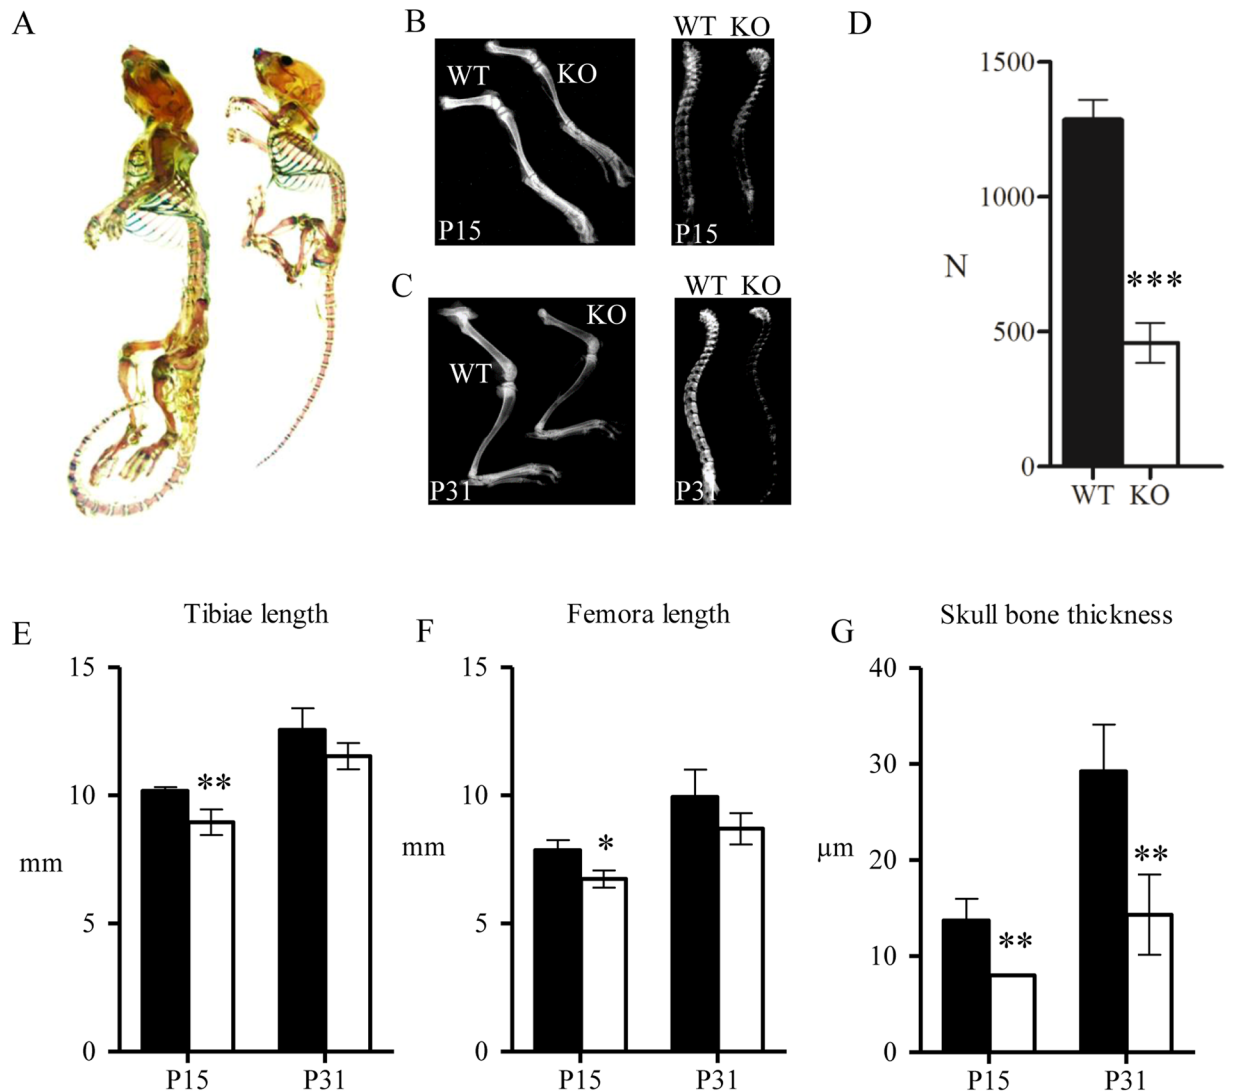 A
B
WT
KO
P15
WT KO
P15
C
WT
KO
P31
WT KO
P31
D
1500
1000
N
***
500
0
WT KO
E
Tibiae length
15
**
10
mm
5
0
P15 P31
F
Femora length
15
10
*
mm
5
0
P15 P31
G
Skull bone thickness
40
30
µm
20
**
**
10
0
P15 P31